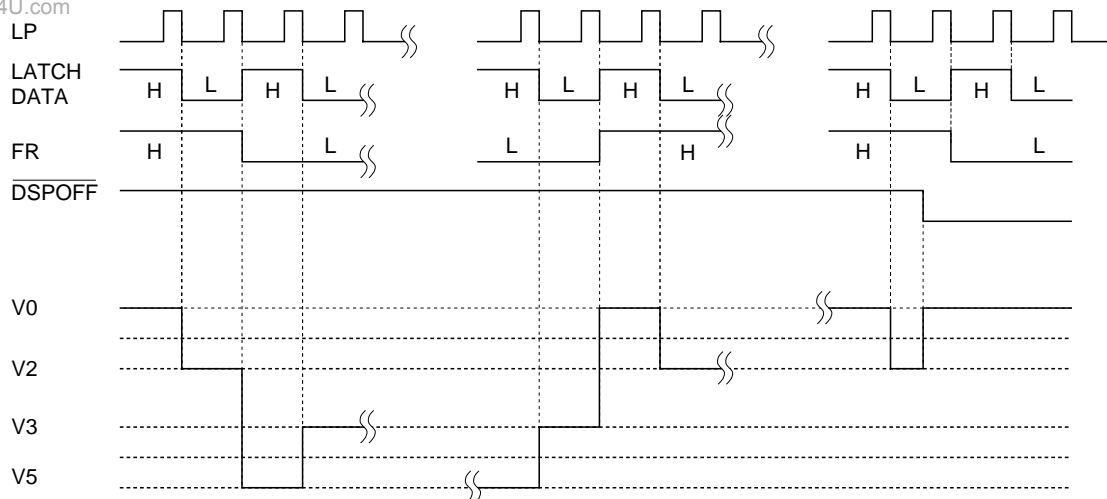 4U.com
LP
LATCH
DATA
H L H L H L H L H L H L
FR
H L L H H L
DSPOFF
V0
V2
V3
V5